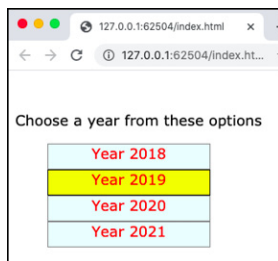 127.0.0.1:62504/index.html
127.0.0.1:62504/index.ht...
Choose a year from these options
Year 2018
Year 2019
Year 2020
Year 2021